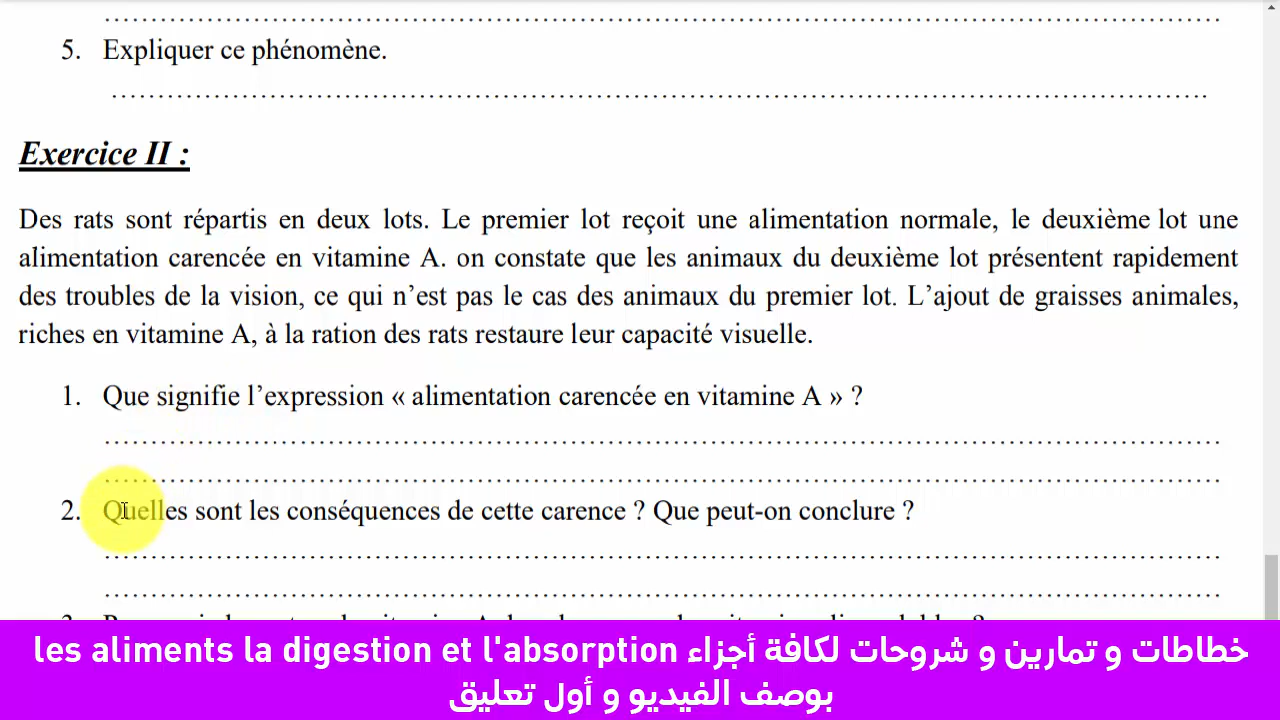 5. Expliquer ce phénomène.
Exercice II :
Des rats sont répartis en deux lots. Le premier lot reçoit une alimentation normale, le deuxième lot une
alimentation carencée en vitamine A. on constate que les animaux du deuxième lot présentent rapidement
des troubles de la vision, ce qui n’est pas le cas des animaux du premier lot. L’ajout de graisses animales,
riches en vitamine A, à la ration des rats restaure leur capacité visuelle.
1. Que signifie l’expression « alimentation carencée en vitamine A » ?
2. Quelles sont les conséquences de cette carence ? Que peut-on conclure ?
خطاطات و تمارين و شروحات لكافة أجزاء les aliments la digestion et l'absorption
بوصف الفيديو و أول تعليق